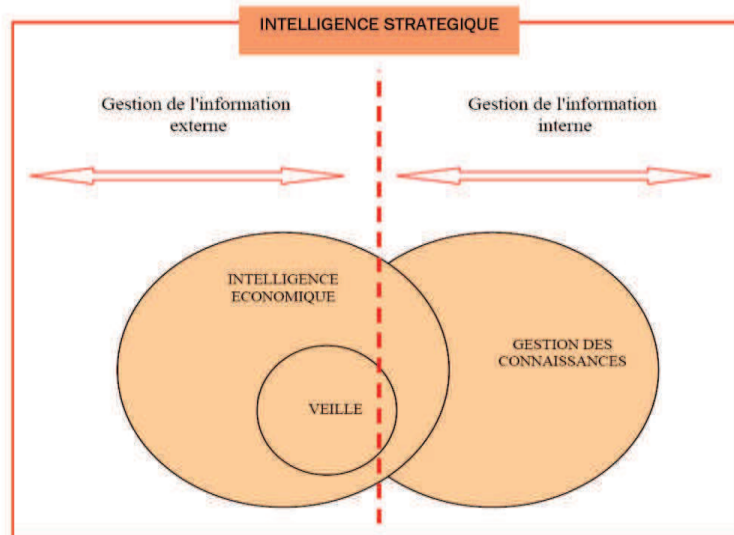 INTELLIGENCE STRATEGIQUE
Gestion de l'information
externe
Gestion de l'information
interne
INTELLIGENCE
ECONOMIQUE
GESTION DES
CONNAISSANCES
VEILLE